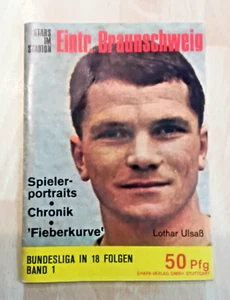 STARS
IM
STADION
Eintr. Braunschweig
Spieler-
portraits
•
Chronik
•
'Fieberkurve'
Lothar Ulsaß
BUNDESLIGA IN 18 FOLGEN
BAND 1
50 Pfg